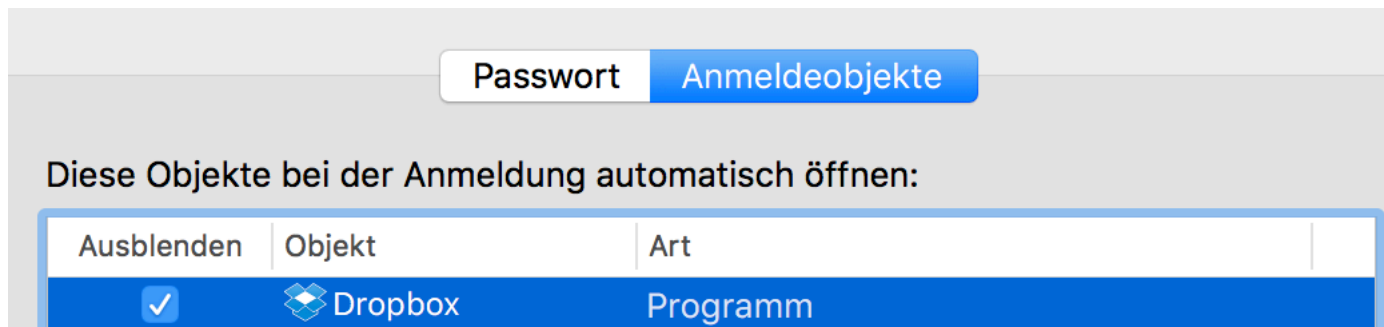 Passwort Anmeldeobjekte
Diese Objekte bei der Anmeldung automatisch öffnen:
Ausblenden Objekt Art
Dropbox Programm